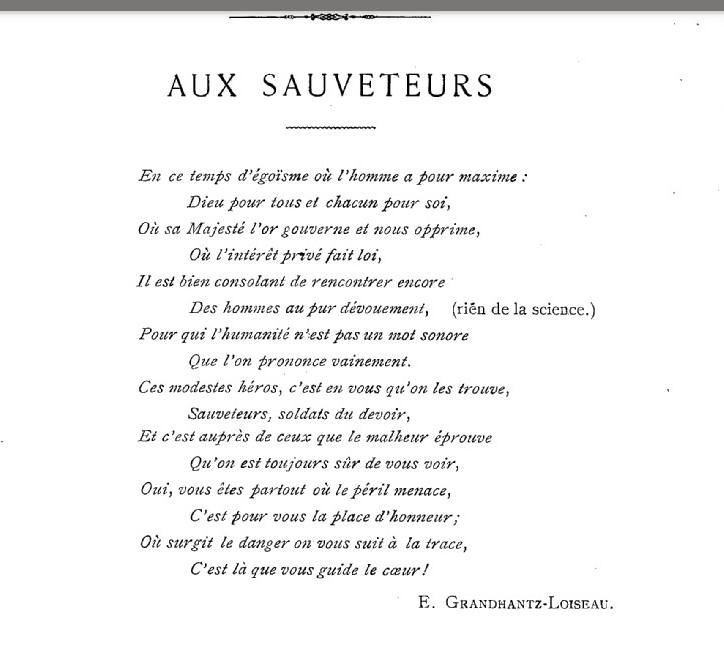 AUX SAUVETEURS
En ce temps d'égoïsme où l'homme a pour maxime :
Dieu pour tous et chacun pour soi,
Où sa Majesté l'or gouverne et nous opprime,
Où l'intérêt privé fait loi,
Il est bien consolant de rencontrer encore
Des hommes au pur dévouement, (rien de la science.)
Pour qui l'humanité n'est pas un mot sonore
Que l'on prononce vainement.
Ces modestes héros, c'est en vous qu'on les trouve,
Sauveteurs, soldats du devoir,
Et c'est auprès de ceux que le malheur éprouve
Qu'on est toujours sûr de vous voir,
Oui, vous êtes partout où le péril menace,
C'est pour vous la place d'honneur ;
Où surgit le danger on vous suit à la trace,
C'est là que vous guide le cœur !
E. GRANDHANTZ-LOISEAU.